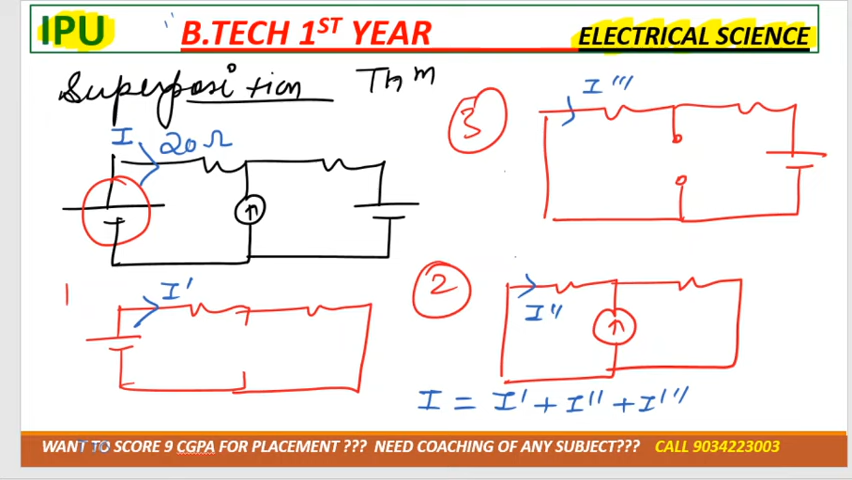 IPU
B.TECH 1ST YEAR
ELECTRICAL SCIENCE
Superposition Thm
I
20 Ω
3
I'''
1
I'
2
I''
I = I' + I'' + I'''
WANT TO SCORE 9 CGPA FOR PLACEMENT ??? NEED COACHING OF ANY SUBJECT??? CALL 9034223003